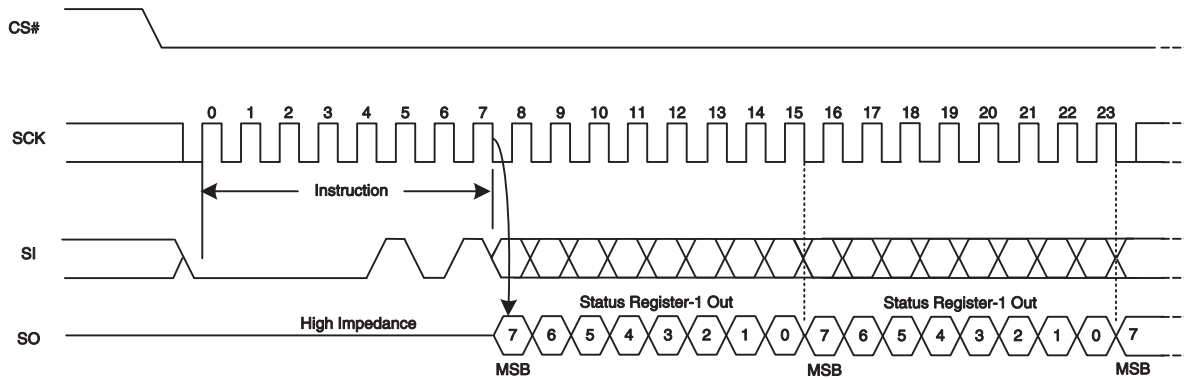 CS#
0 1 2 3 4 5 6 7 8 9 10 11 12 13 14 15 16 17 18 19 20 21 22 23
SCK
Instruction
SI
Status Register-1 Out Status Register-1 Out
High Impedance
SO 7 6 5 4 3 2 1 0 7 6 5 4 3 2 1 0 7
MSB MSB MSB